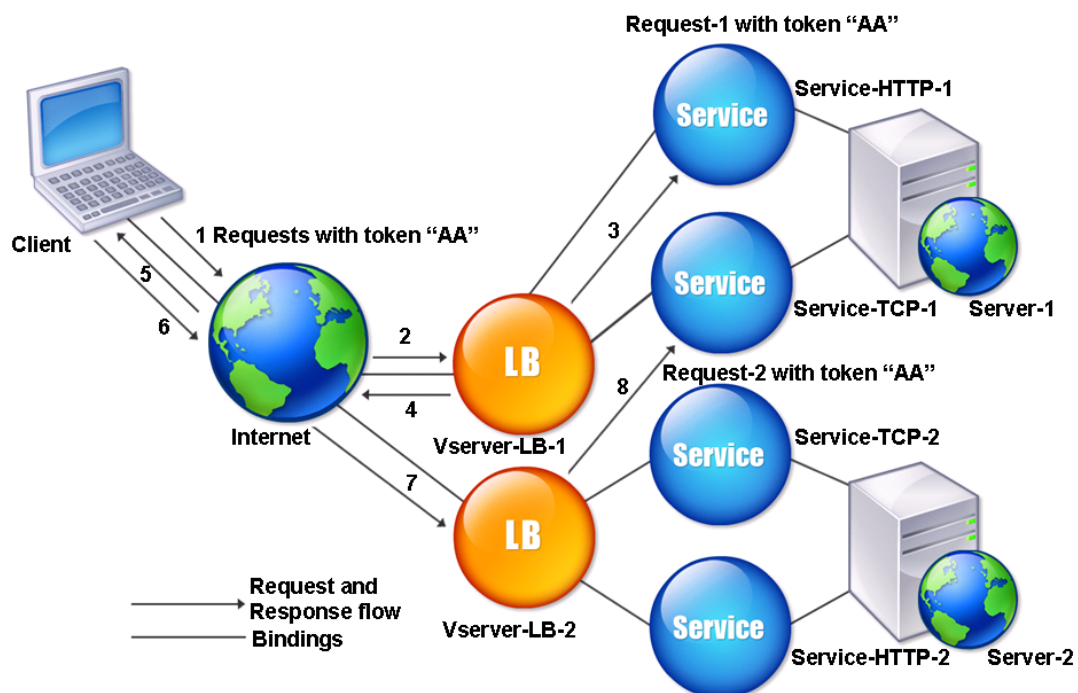 Request-1 with token “AA”
Service
Service-HTTP-1
Client
1 Requests with token “AA”
3
5
6
Service
Service-TCP-1
Server-1
2
LB
4
8
Request-2 with token “AA”
Internet
Vserver-LB-1
Service
Service-TCP-2
7
LB
Request and
Response flow
Bindings
Vserver-LB-2
Service
Service-HTTP-2
Server-2